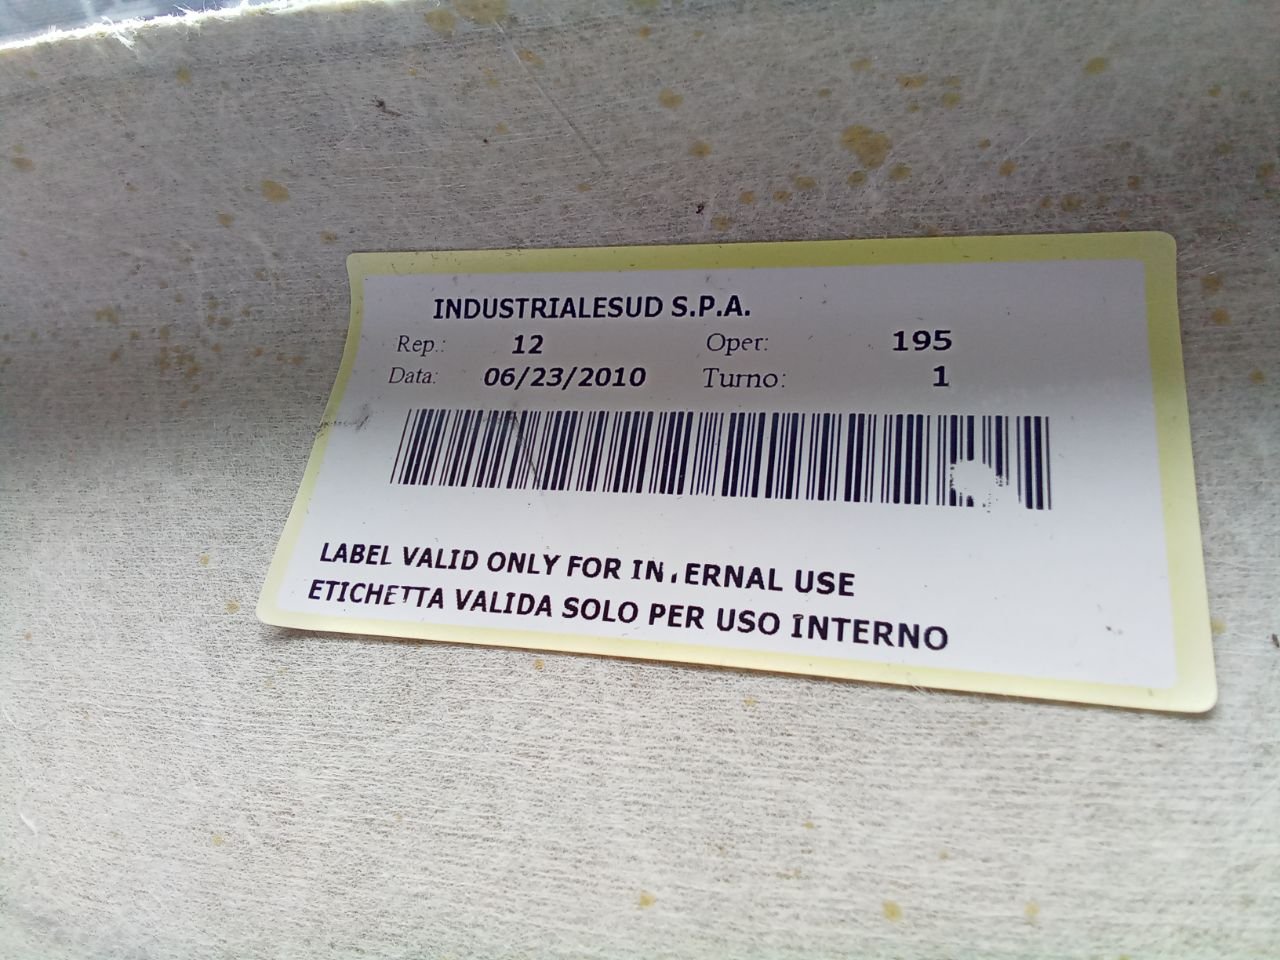 INDUSTRIALESUD S.P.A.
Rep.: 12 Oper: 195
Data: 06/23/2010 Turno: 1
LABEL VALID ONLY FOR IN.ERNAL USE
ETICHETTA VALIDA SOLO PER USO INTERNO